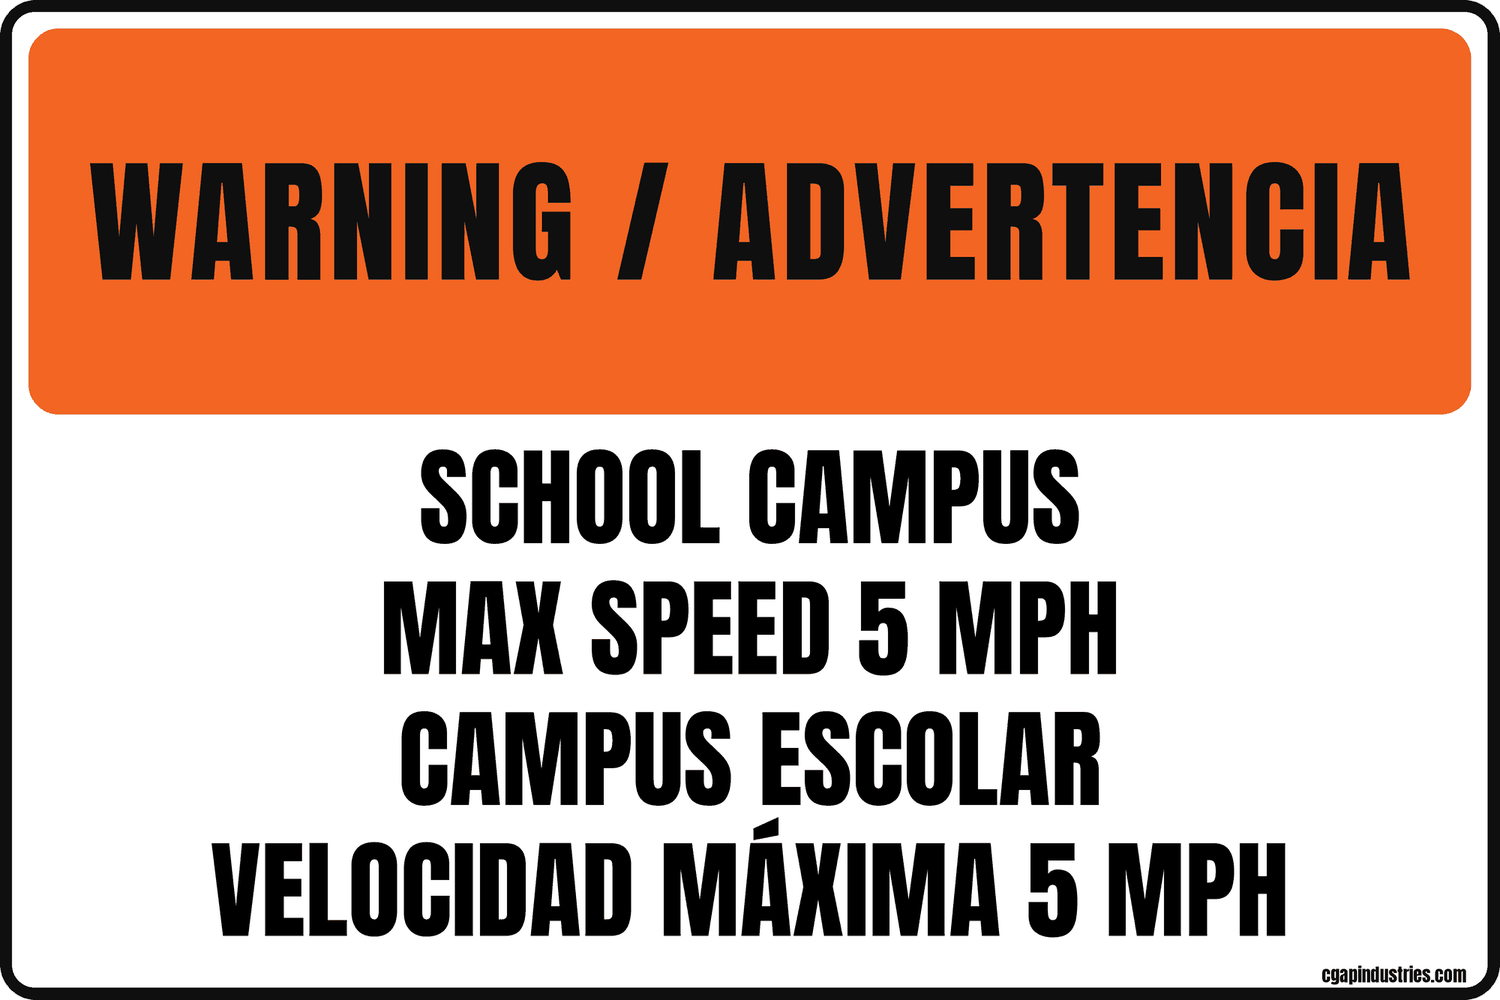 WARNING / ADVERTENCIA
SCHOOL CAMPUS
MAX SPEED 5 MPH
CAMPUS ESCOLAR
VELOCIDAD MÁXIMA 5 MPH
cgapindustries.com